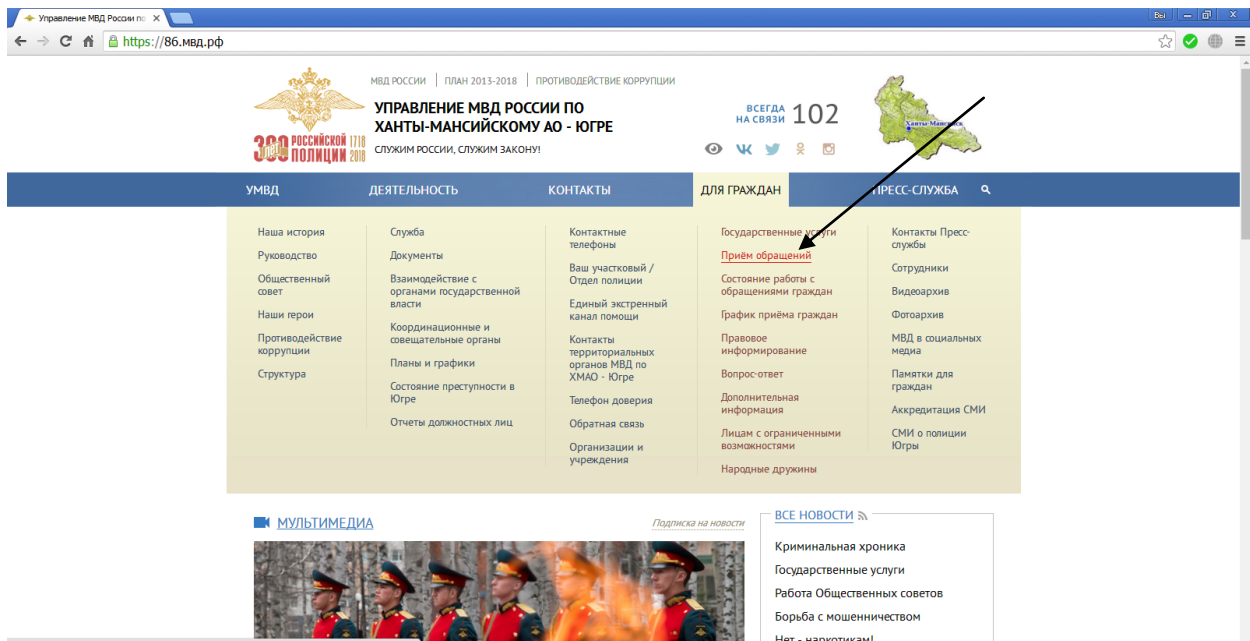 Управление МВД России по
Вы
https://86.мвд.рф
МВД РОССИИ
ПЛАН 2013-2018
ПРОТИВОДЕЙСТВИЕ КОРРУПЦИИ
УПРАВЛЕНИЕ МВД РОССИИ ПО
ХАНТЫ-МАНСИЙСКОМУ АО - ЮГРЕ
СЛУЖИМ РОССИИ, СЛУЖИМ ЗАКОНУ!
300 лет РОССИЙСКОЙ 1718
ПОЛИЦИИ 2018
ВСЕГДА
НА СВЯЗИ 102
Ханты-Мансийск
УМВД
ДЕЯТЕЛЬНОСТЬ
КОНТАКТЫ
ДЛЯ ГРАЖДАН
ПРЕСС-СЛУЖБА
Наша история
Руководство
Общественный
совет
Наши герои
Противодействие
коррупции
Структура
Служба
Документы
Взаимодействие с
органами государственной
власти
Координационные и
совещательные органы
Планы и графики
Состояние преступности в
Югре
Отчеты должностных лиц
Контактные
телефоны
Ваш участковый /
Отдел полиции
Единый экстренный
канал помощи
Контакты
территориальных
органов МВД по
ХМАО - Югре
Телефон доверия
Обратная связь
Организации и
учреждения
Государственные услуги
Приём обращений
Состояние работы с
обращениями граждан
График приёма граждан
Правовое
информирование
Вопрос-ответ
Дополнительная
информация
Лицам с ограниченными
возможностями
Народные дружины
Контакты Пресс-
службы
Сотрудники
Видеоархив
Фотоархив
МВД в социальных
медиа
Памятки для
граждан
Аккредитация СМИ
СМИ о полиции
Югры
МУЛЬТИМЕДИА
Подписка на новости
ВСЕ НОВОСТИ
Криминальная хроника
Государственные услуги
Работа Общественных советов
Борьба с мошенничеством
Нет - наркотикам!